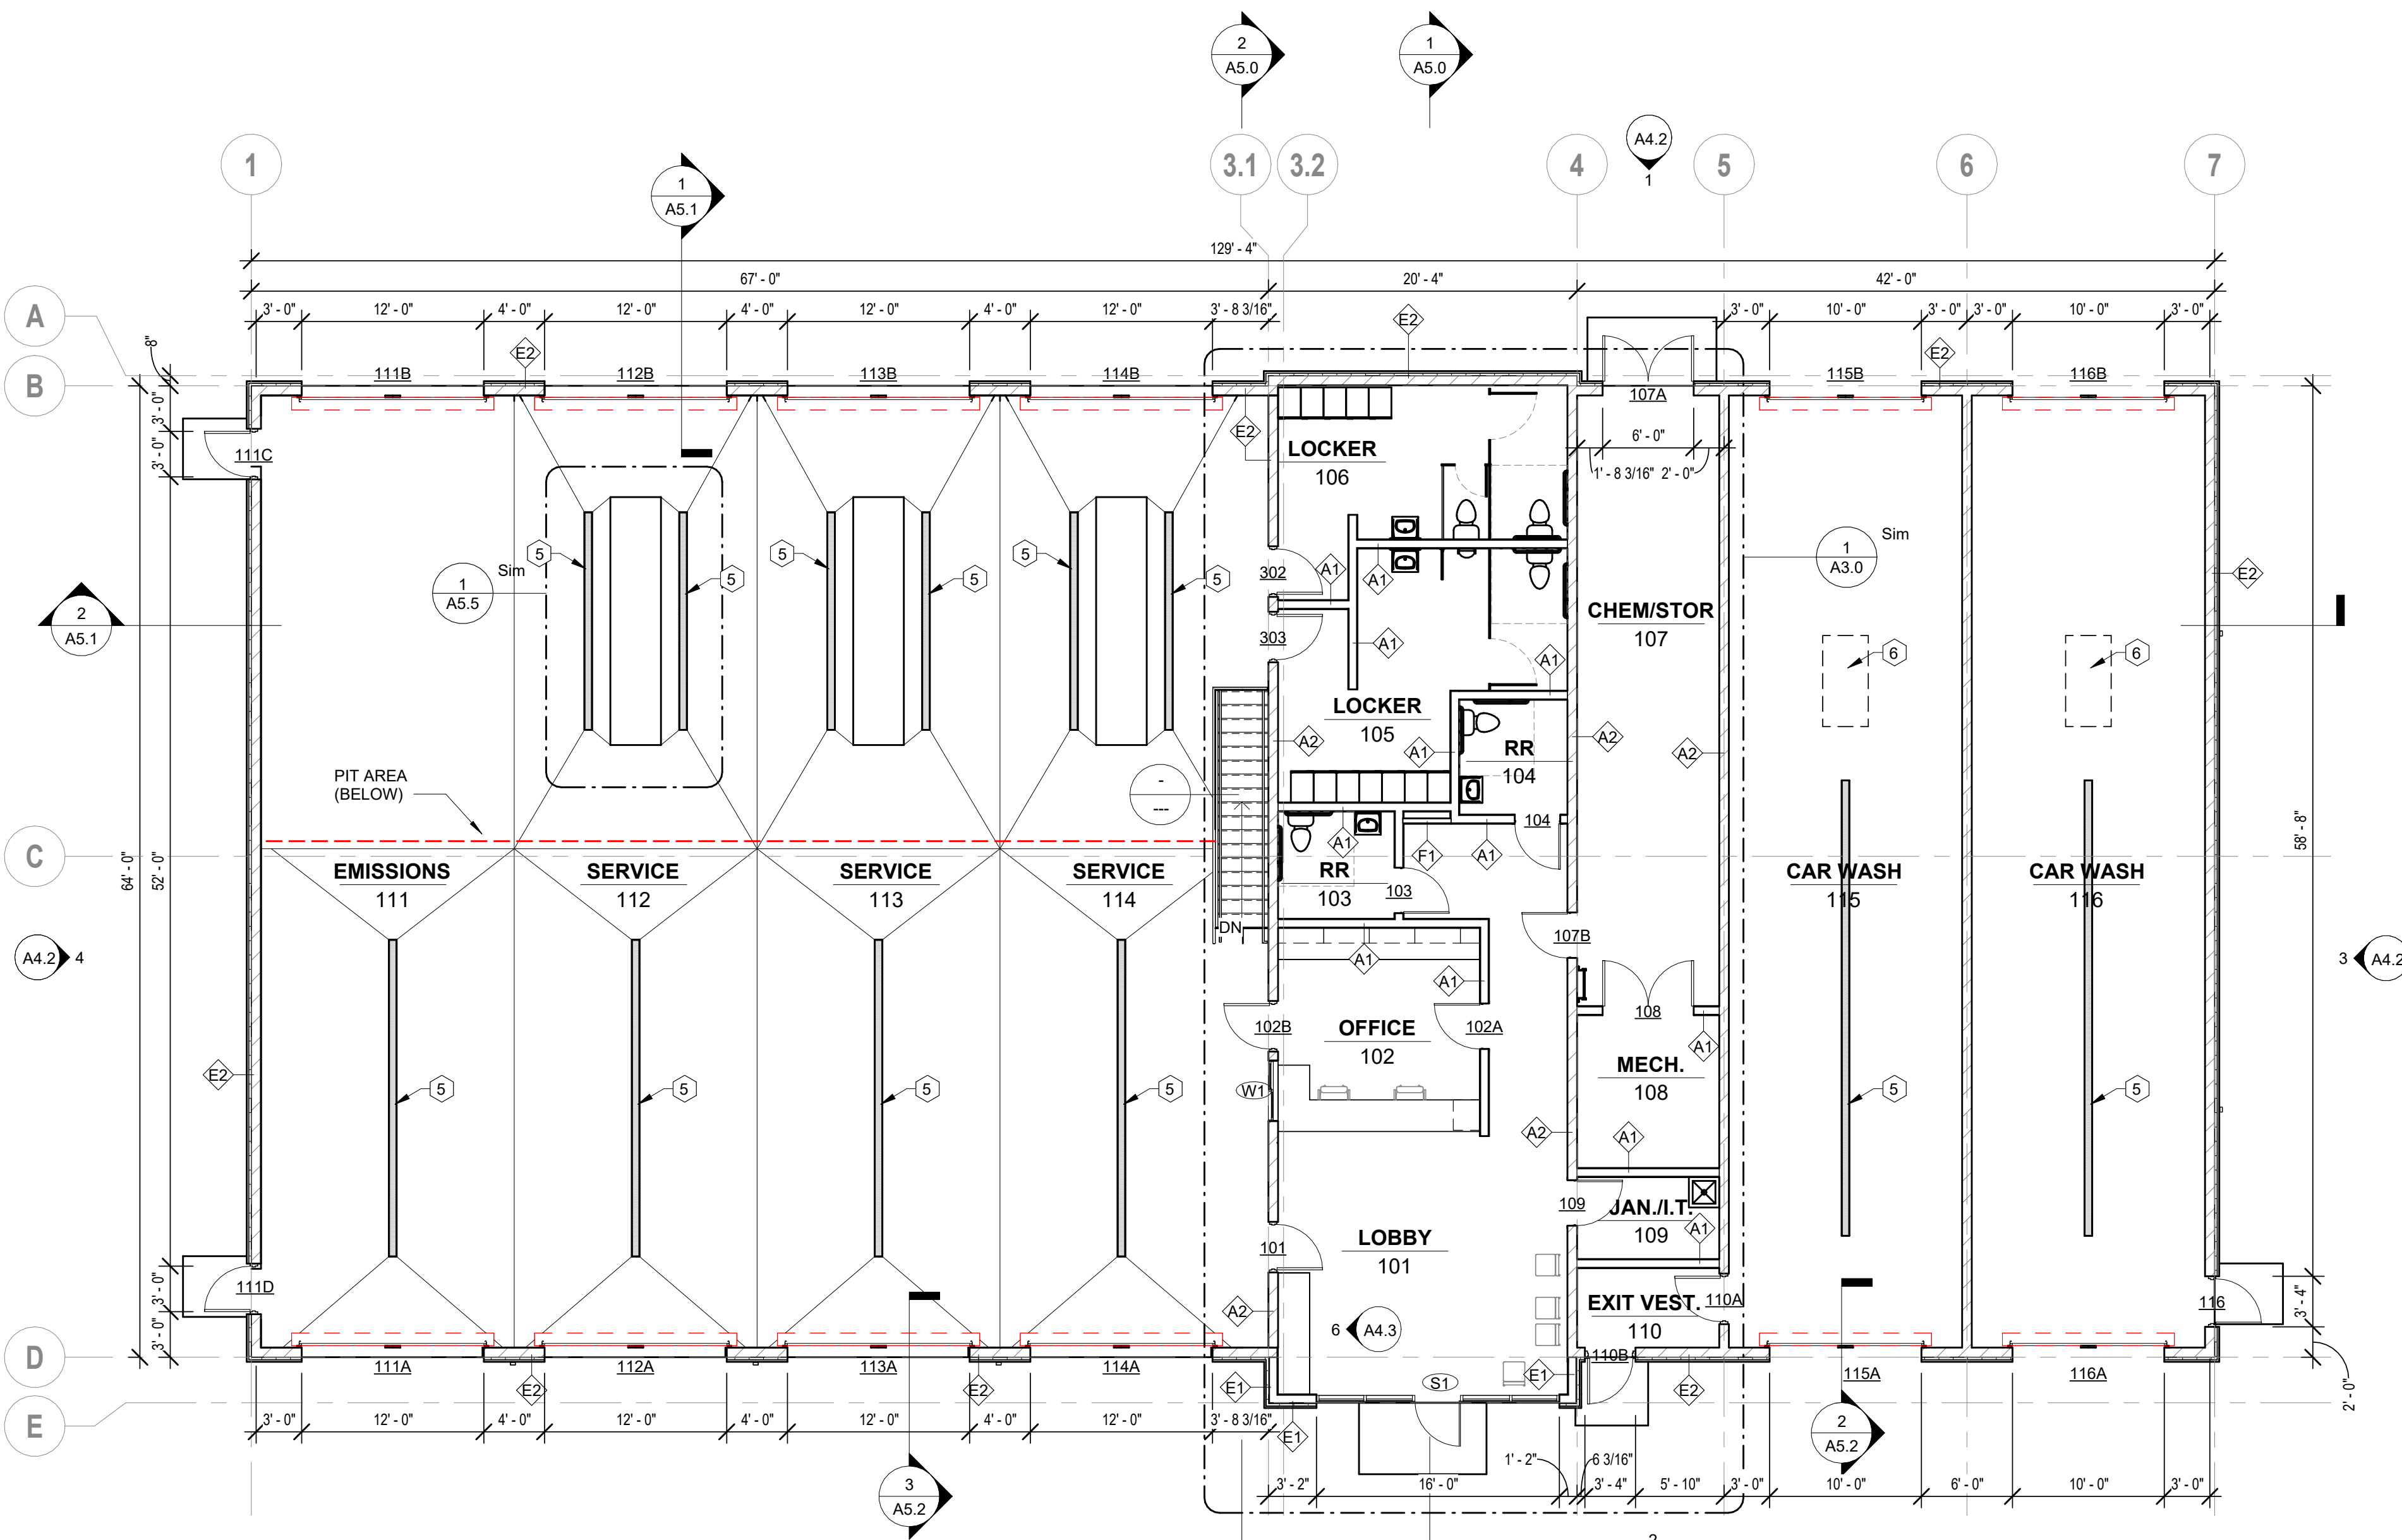 2
A5.0
1
A5.0
A4.2
1
1
3.1
3.2
4
5
6
7
1
A5.1
129' - 4"
67' - 0"
20' - 4"
42' - 0"
A
3' - 0"
12' - 0"
4' - 0"
12' - 0"
4' - 0"
12' - 0"
4' - 0"
12' - 0"
3' - 8 3/16"
E2
3' - 0"
10' - 0"
3' - 0"
3' - 0"
10' - 0"
3' - 0"
8"
B
111B
E2
112B
113B
114B
107A
115B
E2
116B
3' - 0"
3' - 0"
111C
E2
LOCKER
106
6' - 0"
1' - 8 3/16"
2' - 0"
1
A5.5
Sim
5
5
5
5
5
5
302
303
A1
A1
A1
A1
1
A3.0
Sim
E2
2
A5.1
CHEM/STOR
107
6
6
LOCKER
105
A2
A1
RR
104
A2
A2
PIT AREA
(BELOW)
-
---
104
A1
F1
A1
C
64' - 0"
52' - 0"
58' - 8"
EMISSIONS
111
SERVICE
112
SERVICE
113
SERVICE
114
RR
103
103
CAR WASH
115
CAR WASH
116
DN
A1
A1
107B
A4.2
4
3
A4.2
102B
OFFICE
102
102A
108
A1
MECH.
108
E2
5
5
5
5
W1
A2
A1
5
5
109
JAN./I.T.
109
A1
101
LOBBY
101
111D
3' - 0"
3' - 0"
A2
6
A4.3
EXIT VEST.
110
110A
116
3' - 4"
D
111A
E2
112A
113A
E2
114A
E1
S1
E1
110B
E2
115A
116A
2' - 0"
E
3' - 0"
12' - 0"
4' - 0"
12' - 0"
4' - 0"
12' - 0"
4' - 0"
12' - 0"
3' - 8 3/16"
E1
2
A5.2
3
A5.2
3' - 2"
16' - 0"
1' - 2"
6 3/16"
3' - 4"
5' - 10"
3' - 0"
10' - 0"
6' - 0"
10' - 0"
3' - 0"